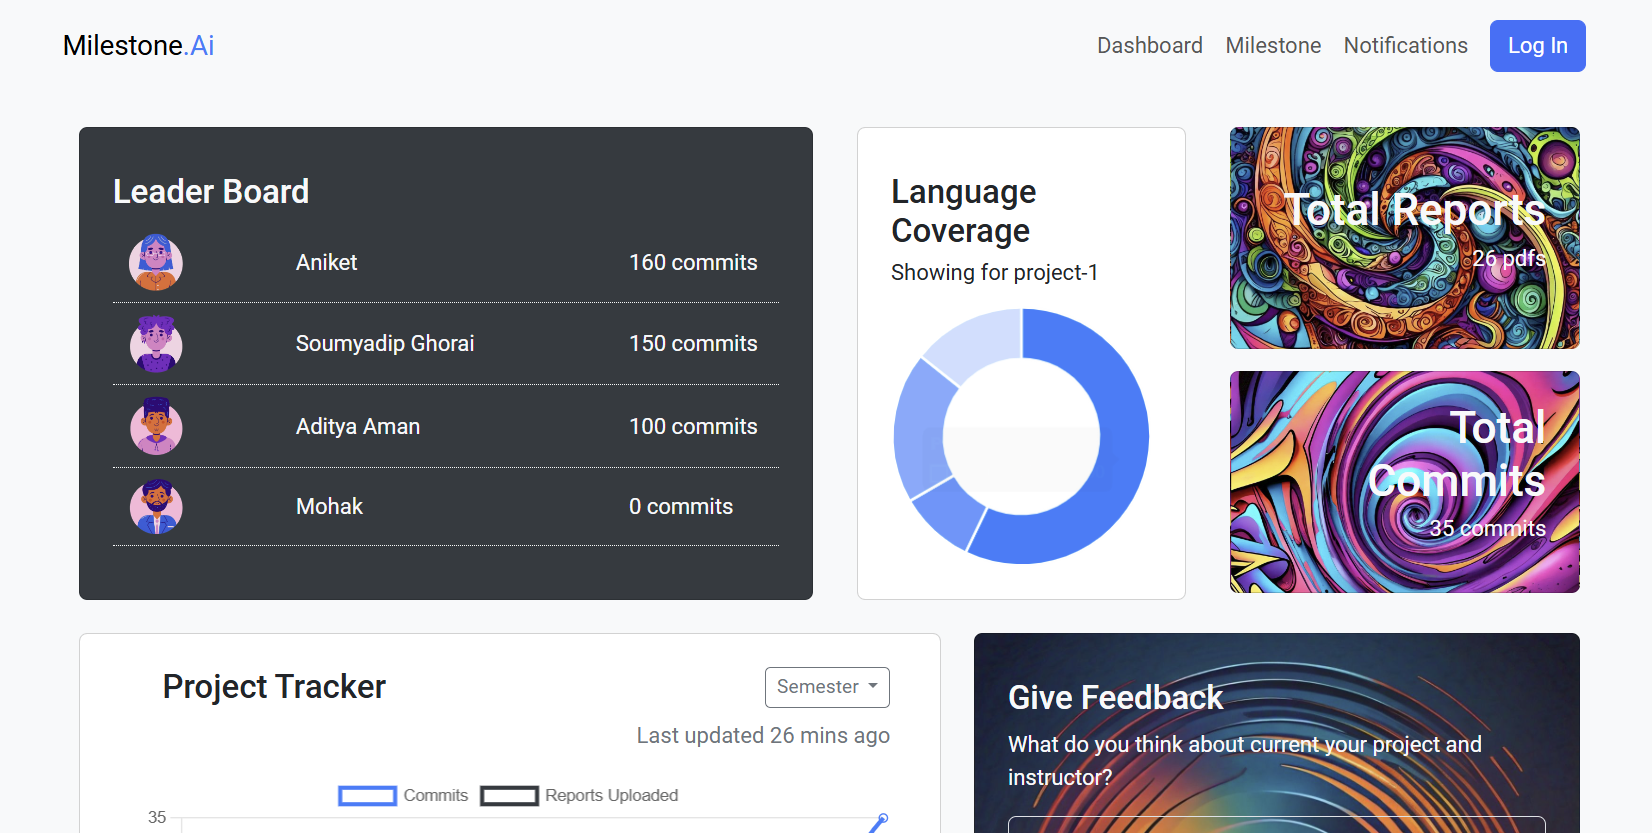 Milestone.Ai
Dashboard Milestone Notifications Log In
Leader Board
Aniket 160 commits
Soumyadip Ghorai 150 commits
Aditya Aman 100 commits
Mohak 0 commits
Language
Coverage
Showing for project-1
Total Reports
26 pdfs
Total
Commits
35 commits
Project Tracker
Semester
Last updated 26 mins ago
Commits Reports Uploaded
35
Give Feedback
What do you think about current your project and
instructor?